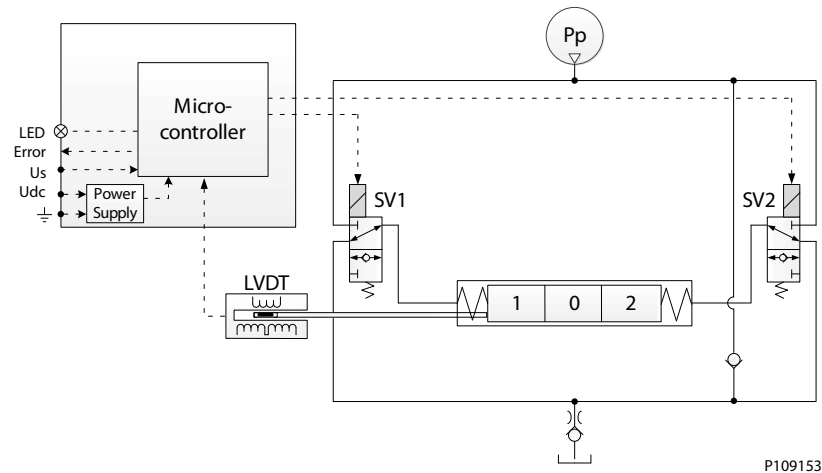 Pp
Micro-
controller
LED
Error
Us
Udc
Power
Supply
SV1
SV2
LVDT
1 0 2
P109153